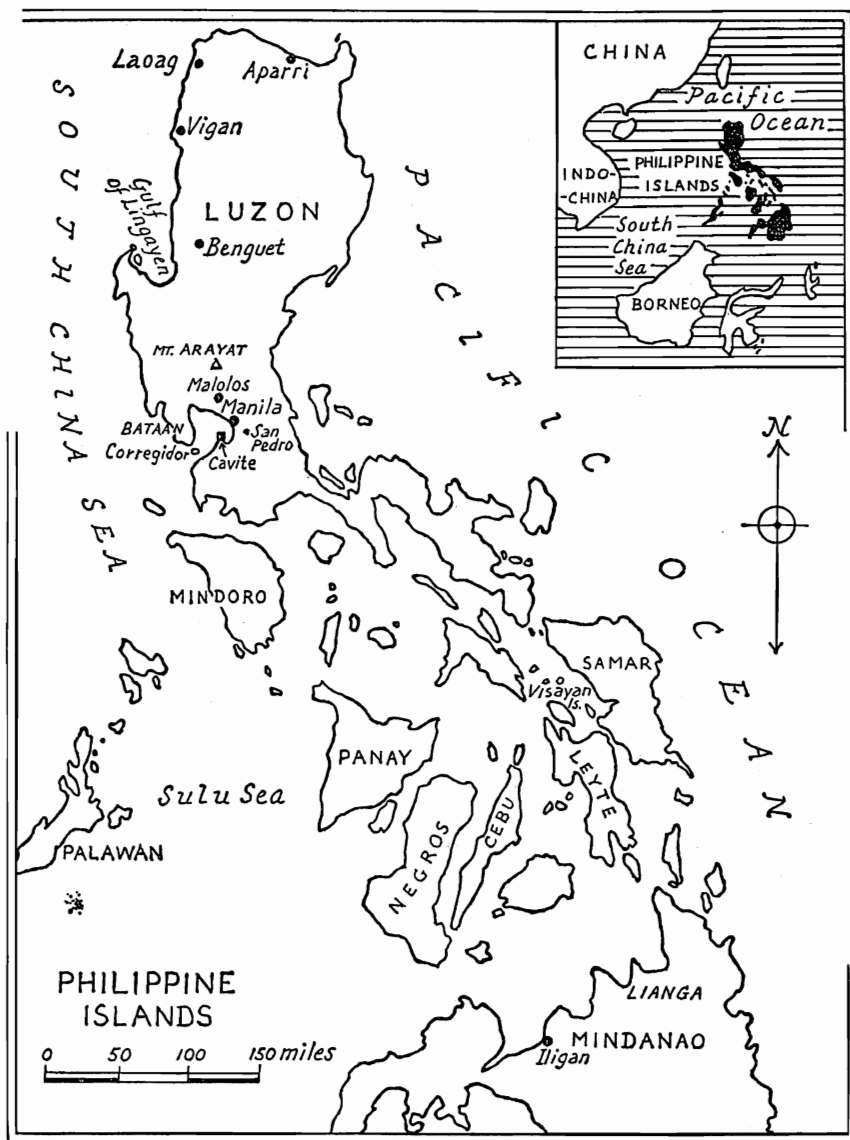 Laoag
Aparri
Vigan
Gulf
of Lingayen
LUZON
Benguet
SOUTH CHINA SEA
PACIFIC OCEAN
MT. ARAYAT
Malolos
Manila
BATAAN
San
Pedro
Corregidor
Cavite
MINDORO
SAMAR
Visayan
Is.
PANAY
LEYTE
Sulu Sea
CEBU
NEGROS
PALAWAN
LIANGA
MINDANAO
Iligan
PHILIPPINE
ISLANDS
0 50 100 150 miles
N
CHINA
Pacific
Ocean
INDO-
-CHINA
PHILIPPINE
ISLANDS
South
China
Sea
BORNEO